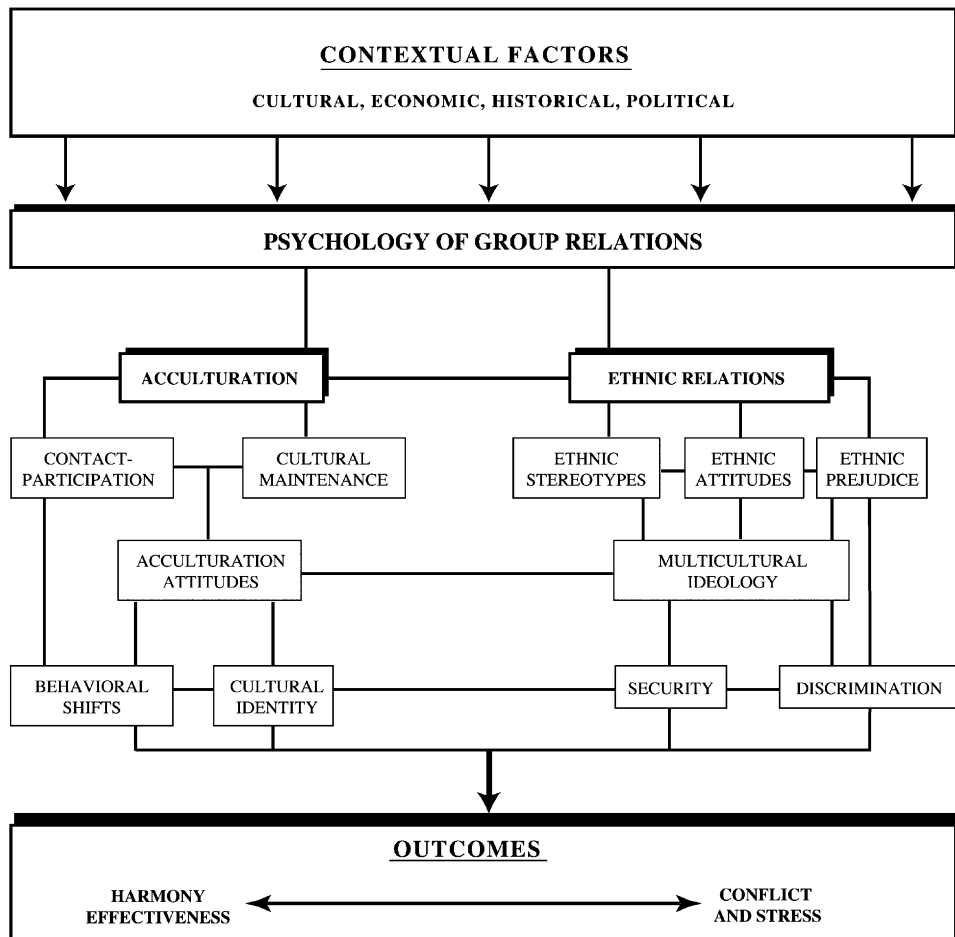 CONTEXTUAL FACTORS
CULTURAL, ECONOMIC, HISTORICAL, POLITICAL
PSYCHOLOGY OF GROUP RELATIONS
ACCULTURATION
ETHNIC RELATIONS
CONTACT-
PARTICIPATION
CULTURAL
MAINTENANCE
ETHNIC
STEREOTYPES
ETHNIC
ATTITUDES
ETHNIC
PREJUDICE
ACCULTURATION
ATTITUDES
MULTICULTURAL
IDEOLOGY
BEHAVIORAL
SHIFTS
CULTURAL
IDENTITY
SECURITY
DISCRIMINATION
OUTCOMES
HARMONY
EFFECTIVENESS
CONFLICT
AND STRESS